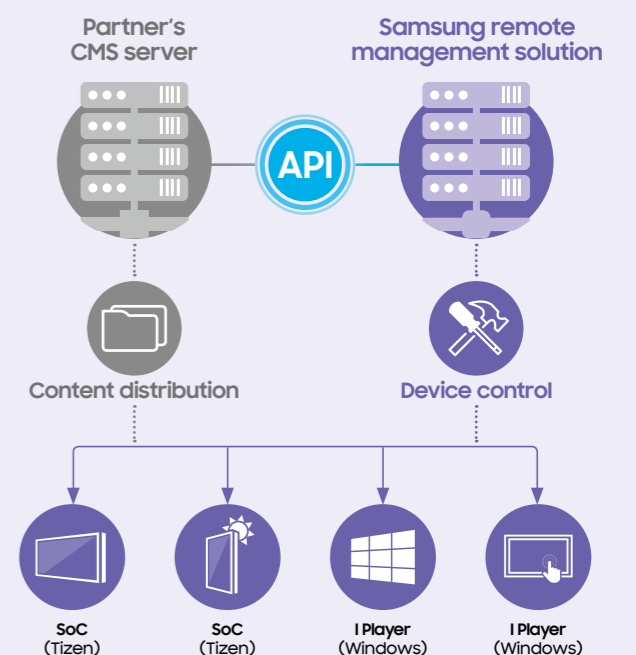 Partner's
CMS server
Samsung remote
management solution
API
Content distribution
Device control
SoC
(Tizen)
SoC
(Tizen)
I Player
(Windows)
I Player
(Windows)